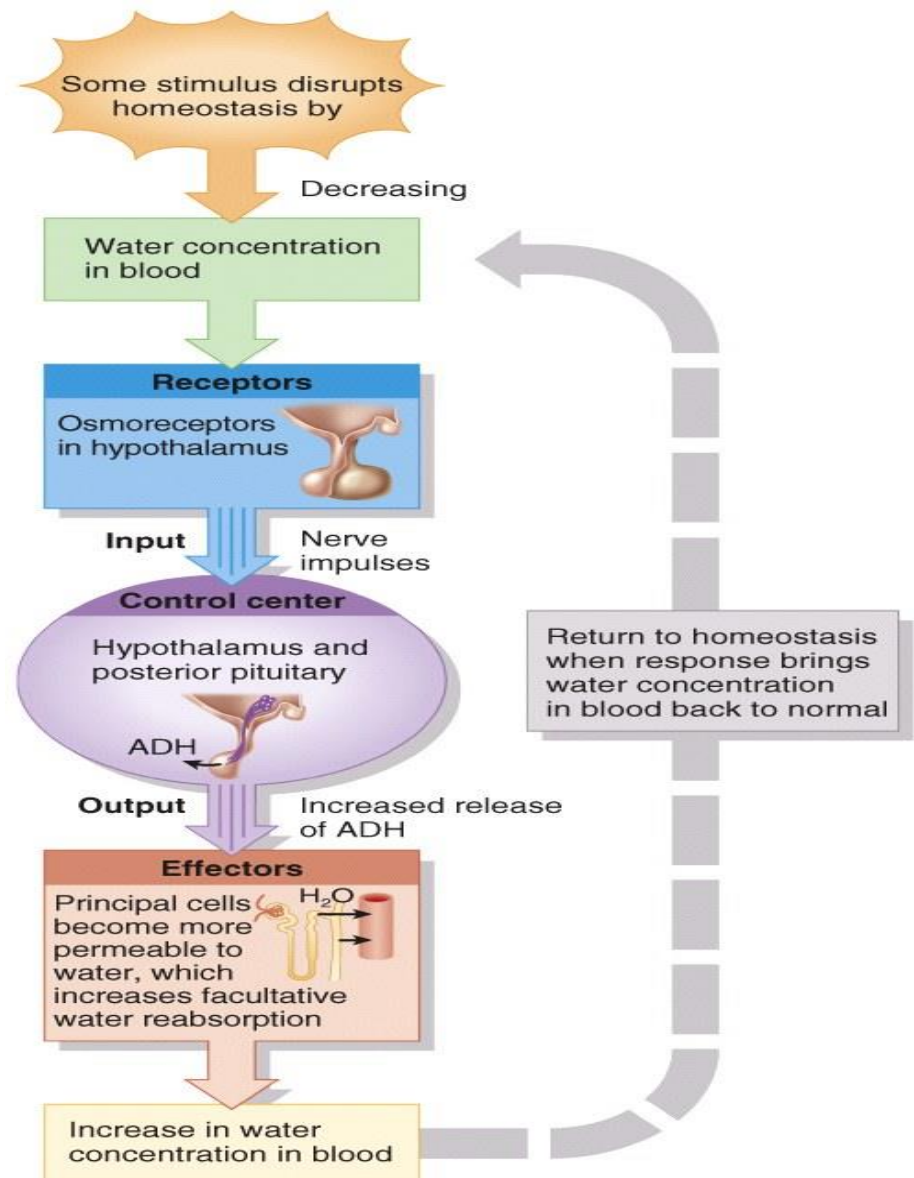 Some stimulus disrupts
homeostasis by
Decreasing
Water concentration
in blood
Receptors
Osmoreceptors
in hypothalamus
Input
Nerve
impulses
Control center
Hypothalamus and
posterior pituitary
ADH
Output
Increased release
of ADH
Effectors
Principal cells
become more
permeable to
water, which
increases facultative
water reabsorption
H₂O
Increase in water
concentration in blood
Return to homeostasis
when response brings
water concentration
in blood back to normal